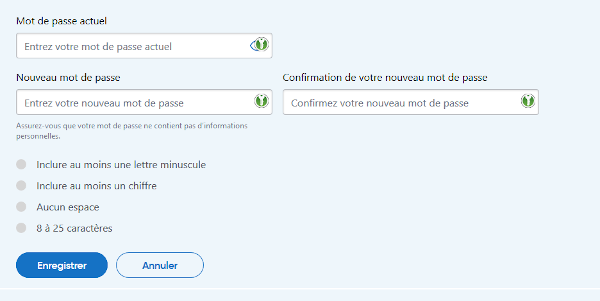 Mot de passe actuel
Entrez votre mot de passe actuel
Nouveau mot de passe
Confirmation de votre nouveau mot de passe
Entrez votre nouveau mot de passe
Confirmez votre nouveau mot de passe
Assurez-vous que votre mot de passe ne contient pas d'informations
personnelles.
Inclure au moins une lettre minuscule
Inclure au moins un chiffre
Aucun espace
8 à 25 caractères
Enregistrer
Annuler